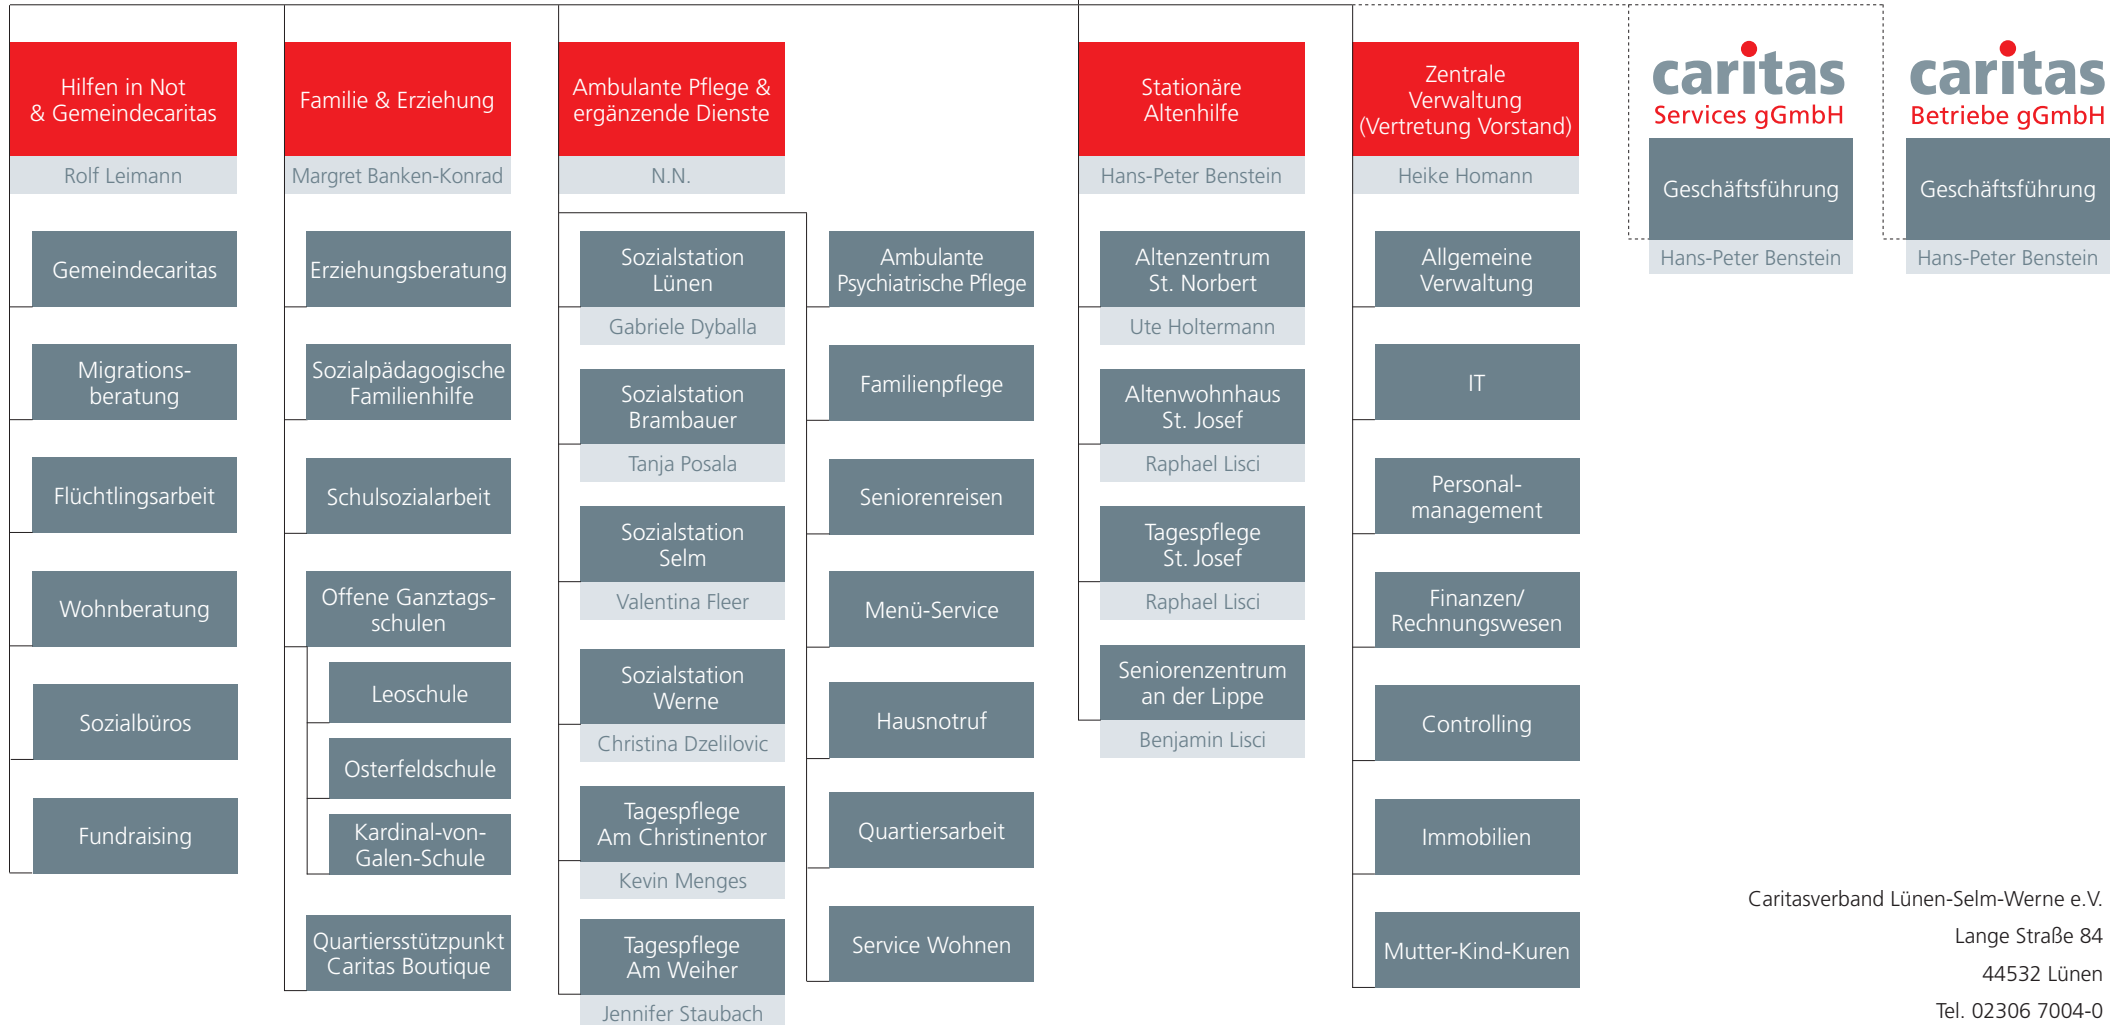 Hilfen in Not
& Gemeindecaritas
Rolf Leimann
Gemeindecaritas
Migrations-
beratung
Flüchtlingsarbeit
Wohnberatung
Sozialbüros
Fundraising
Familie & Erziehung
Margret Banken-Konrad
Erziehungsberatung
Sozialpädagogische
Familienhilfe
Schulsozialarbeit
Offene Ganztags-
schulen
Leoschule
Osterfeldschule
Kardinal-von-
Galen-Schule
Quartiersstützpunkt
Caritas Boutique
Ambulante Pflege &
ergänzende Dienste
N.N.
Sozialstation
Lünen
Gabriele Dyballa
Sozialstation
Brambauer
Tanja Posala
Sozialstation
Selm
Valentina Fleer
Sozialstation
Werne
Christina Dzelilovic
Tagespflege
Am Christinentor
Kevin Menges
Tagespflege
Am Weiher
Jennifer Staubach
Ambulante
Psychiatrische Pflege
Familienpflege
Seniorenreisen
Menü-Service
Hausnotruf
Quartiersarbeit
Service Wohnen
Stationäre
Altenhilfe
Hans-Peter Benstein
Altenzentrum
St. Norbert
Ute Holtermann
Altenwohnhaus
St. Josef
Raphael Lisci
Tagespflege
St. Josef
Raphael Lisci
Seniorenzentrum
an der Lippe
Benjamin Lisci
Zentrale
Verwaltung
(Vertretung Vorstand)
Heike Homann
Allgemeine
Verwaltung
IT
Personal-
management
Finanzen/
Rechnungswesen
Controlling
Immobilien
Mutter-Kind-Kuren
caritas
Services gGmbH
Geschäftsführung
Hans-Peter Benstein
caritas
Betriebe gGmbH
Geschäftsführung
Hans-Peter Benstein
Caritasverband Lünen-Selm-Werne e.V.
Lange Straße 84
44532 Lünen
Tel. 02306 7004-0